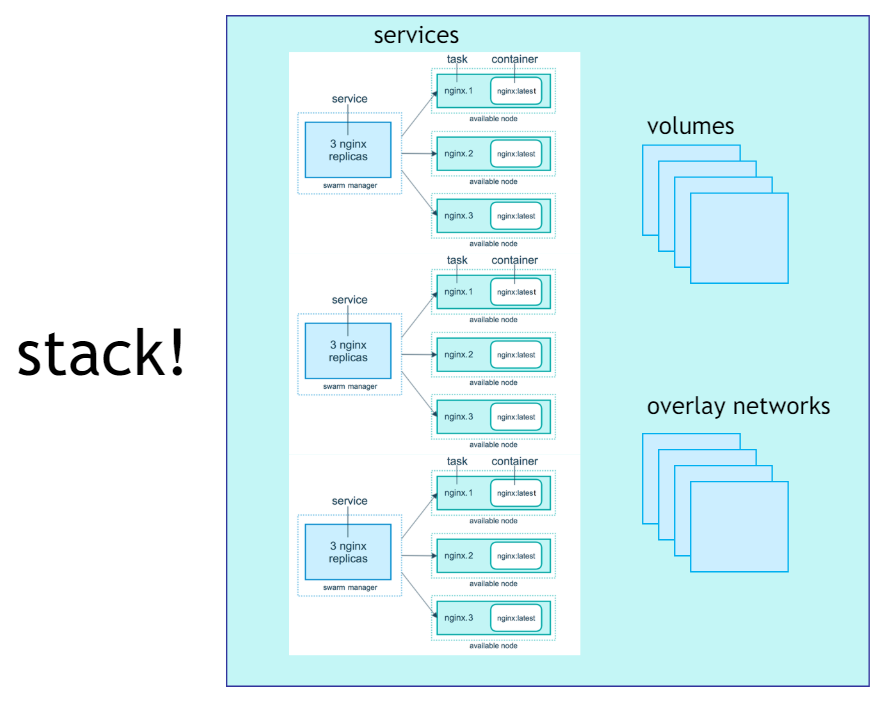 stack!
services
task container
service
nginx.1 nginx:latest
available node
3 nginx
replicas
nginx.2 nginx:latest
swarm manager
available node
nginx.3 nginx:latest
available node
task container
service
nginx.1 nginx:latest
available node
3 nginx
replicas
nginx.2 nginx:latest
swarm manager
available node
nginx.3 nginx:latest
available node
task container
service
nginx.1 nginx:latest
available node
3 nginx
replicas
nginx.2 nginx:latest
swarm manager
available node
nginx.3 nginx:latest
available node
volumes
overlay networks